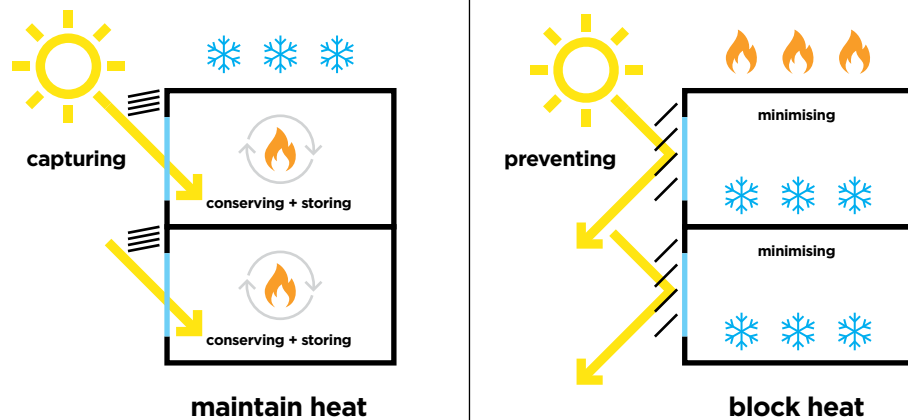 capturing
conserving + storing
conserving + storing
maintain heat
minimising
preventing
minimising
block heat